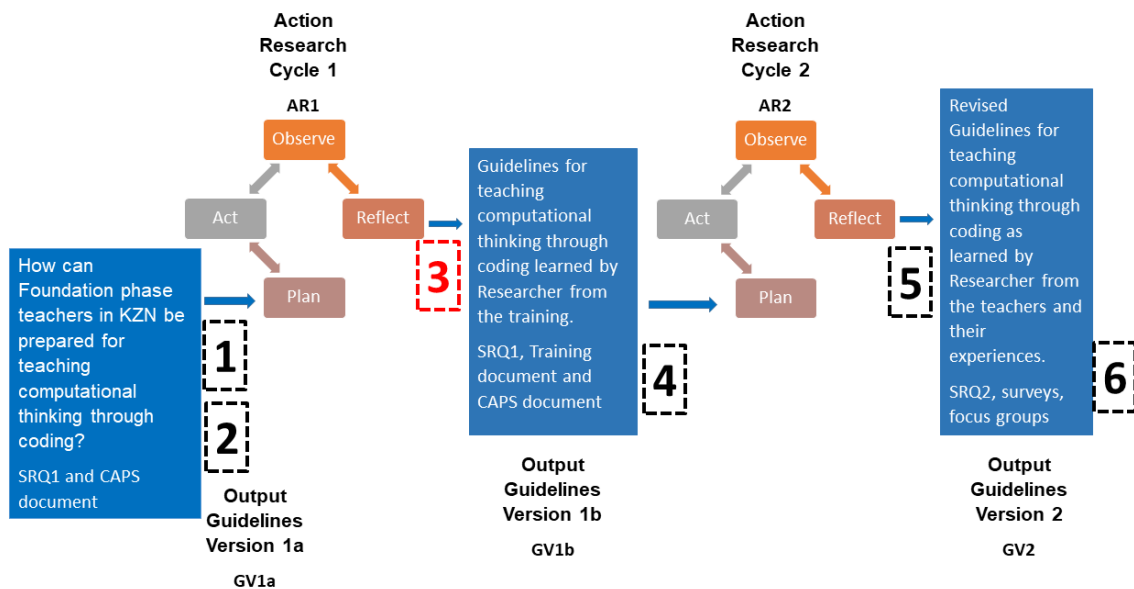 Action
Research
Cycle 1
AR1
Observe
Act
Reflect
Plan
How can
Foundation phase
teachers in KZN be
prepared for
teaching
computational
thinking through
coding?
SRQ1 and CAPS
document
1
2
Output
Guidelines
Version 1a
GV1a
3
Guidelines for
teaching
computational
thinking through
coding learned by
Researcher from
the training.
SRQ1, Training
document and
CAPS document
4
Output
Guidelines
Version 1b
GV1b
Action
Research
Cycle 2
AR2
Observe
Act
Reflect
Plan
5
Revised
Guidelines for
teaching
computational
thinking through
coding as
learned by
Researcher from
the teachers and
their
experiences.
SRQ2, surveys,
focus groups
6
Output
Guidelines
Version 2
GV2